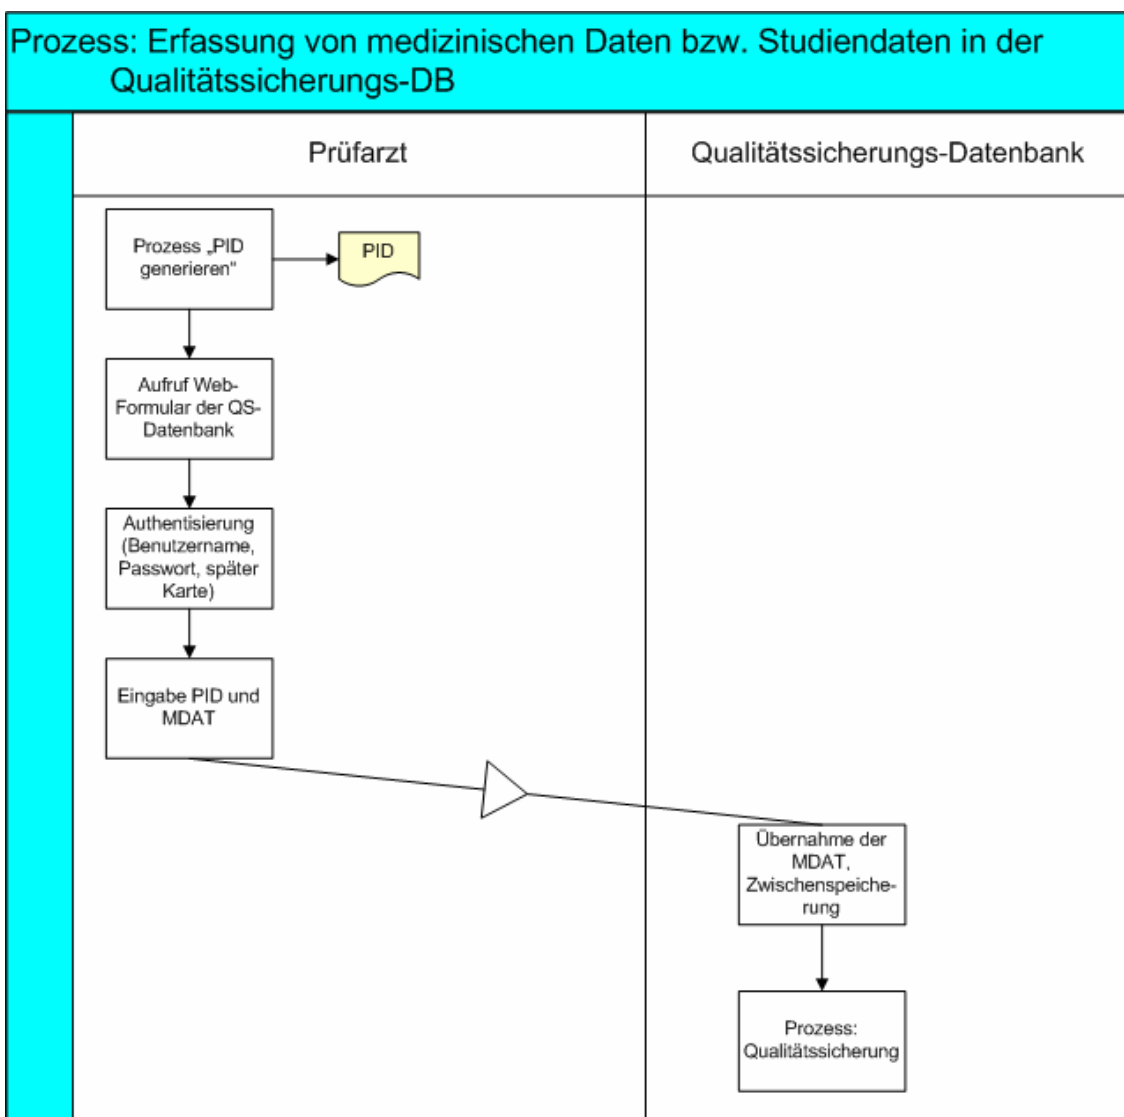 Prozess: Erfassung von medizinischen Daten bzw. Studiendaten in der
Qualitätssicherungs-DB
Prüfarzt
Qualitätssicherungs-Datenbank
Prozess „PID
generieren“
PID
Aufruf Web-
Formular der QS-
Datenbank
Authentisierung
(Benutzername,
Passwort, später
Karte)
Eingabe PID und
MDAT
Übernahme der
MDAT,
Zwischenspeiche-
rung
Prozess:
Qualitätssicherung